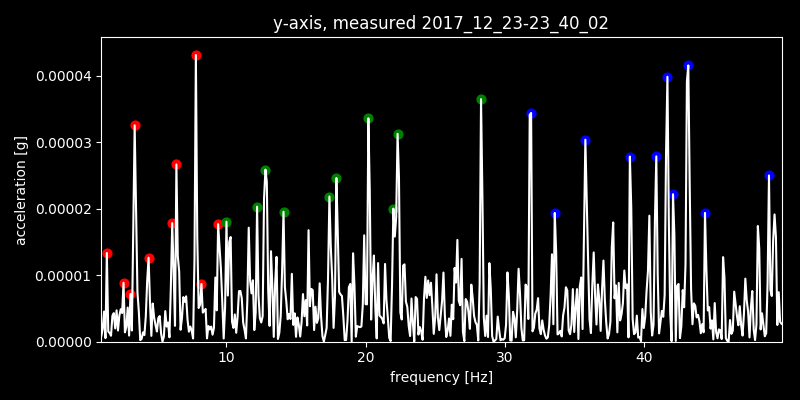 y-axis, measured 2017_12_23-23_40_02
acceleration [g]
0.00004
0.00003
0.00002
0.00001
0.00000
10 20 30 40
frequency [Hz]